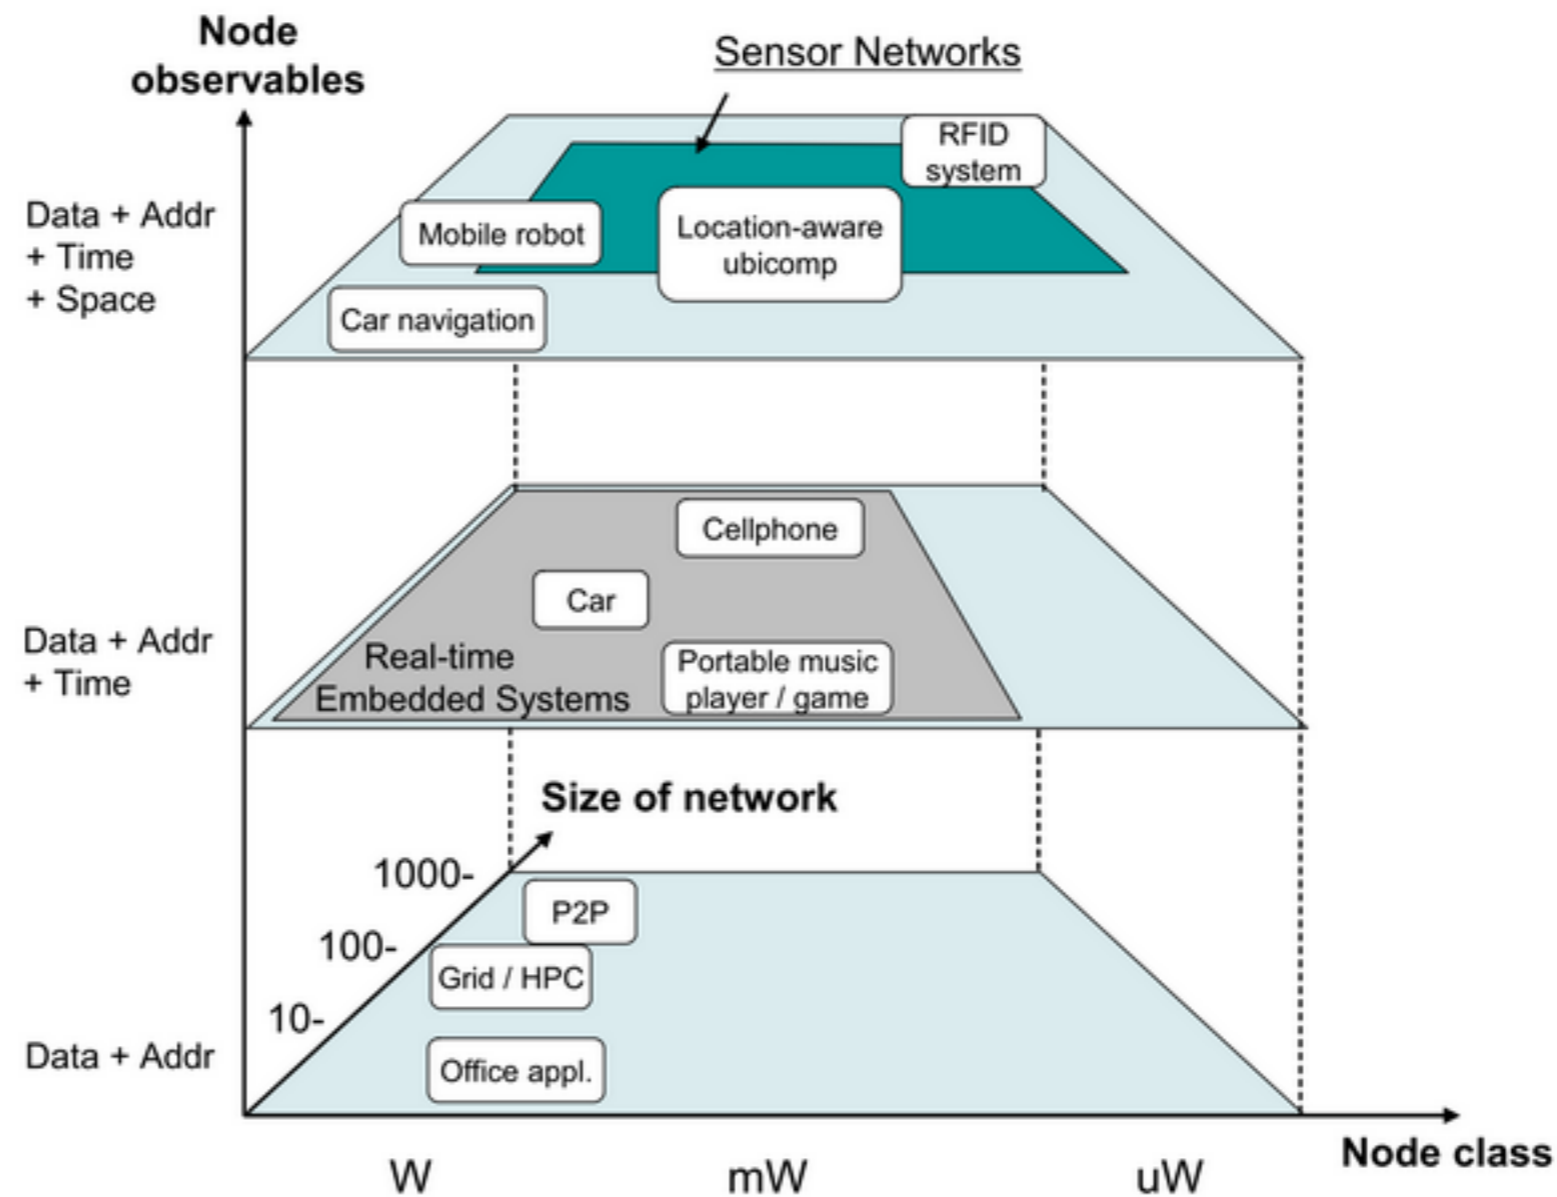 Node
observables
Sensor Networks
RFID
system
Data + Addr
+ Time
+ Space
Mobile robot
Location-aware
ubicomp
Car navigation
Cellphone
Car
Data + Addr
+ Time
Real-time
Embedded Systems
Portable music
player / game
Size of network
1000-
P2P
100-
Grid / HPC
10-
Data + Addr
Office appl.
Node class
W
mW
uW